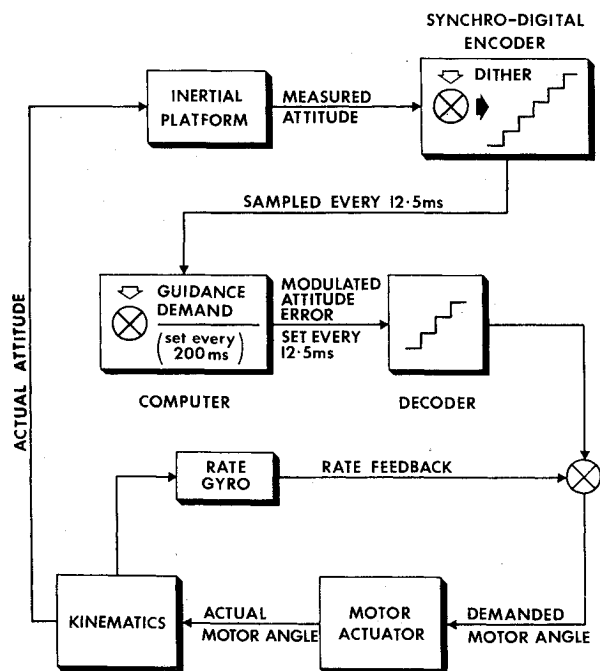 SYNCHRO-DIGITAL
ENCODER
DITHER
INERTIAL
PLATFORM
MEASURED
ATTITUDE
SAMPLED EVERY 12·5ms
GUIDANCE
DEMAND
(set every
200ms)
MODULATED
ATTITUDE
ERROR
SET EVERY
12·5ms
COMPUTER
DECODER
ACTUAL ATTITUDE
RATE
GYRO
RATE FEEDBACK
KINEMATICS
ACTUAL
MOTOR ANGLE
MOTOR
ACTUATOR
DEMANDED
MOTOR ANGLE